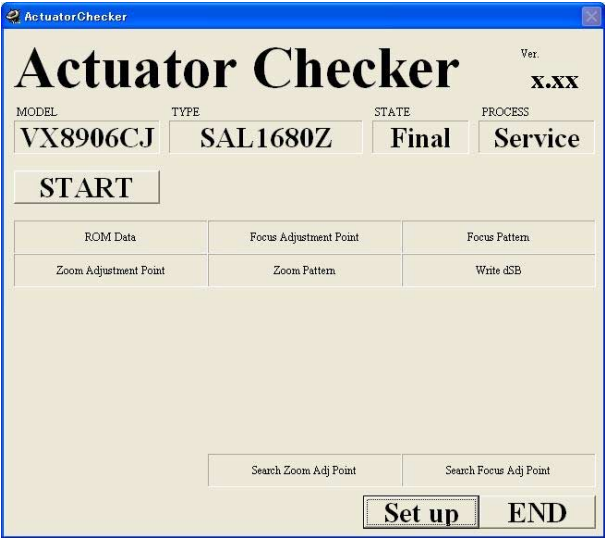 ActuatorChecker
Actuator Checker
Ver.
x.xx
MODEL TYPE STATE PROCESS
VX8906CJ SAL1680Z Final Service
START
ROM Data Focus Adjustment Point Focus Pattern
Zoom Adjustment Point Zoom Pattern Write dSB
Search Zoom Adj Point Search Focus Adj Point
Set up END